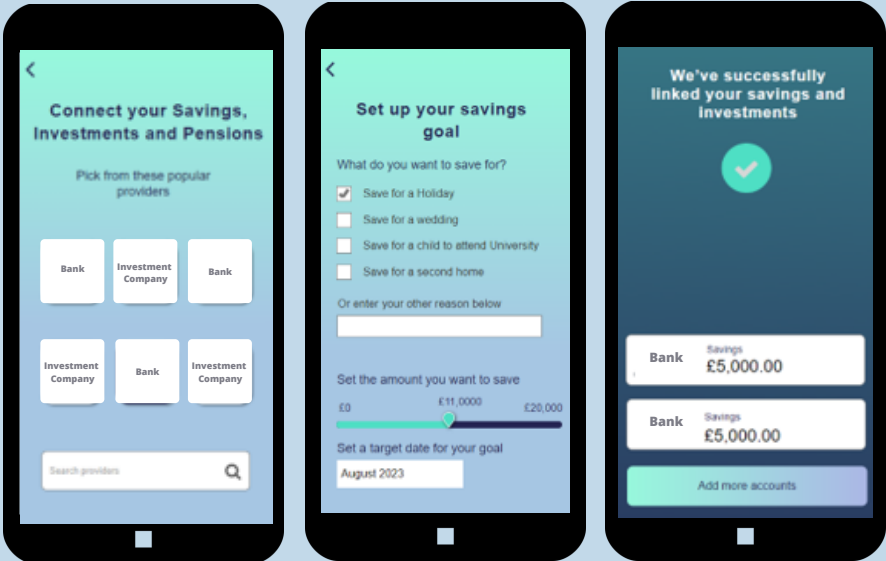 Connect your Savings,
Investments and Pensions
Pick from these popular
providers
Bank
Investment
Company
Bank
Investment
Company
Bank
Investment
Company
Search providers
Set up your savings
goal
What do you want to save for?
Save for a Holiday
Save for a wedding
Save for a child to attend University
Save for a second home
Or enter your other reason below
Set the amount you want to save
£0
£11,0000
£20,000
Set a target date for your goal
August 2023
We've successfully
linked your savings and
investments
Bank
Savings
£5,000.00
Bank
Savings
£5,000.00
Add more accounts